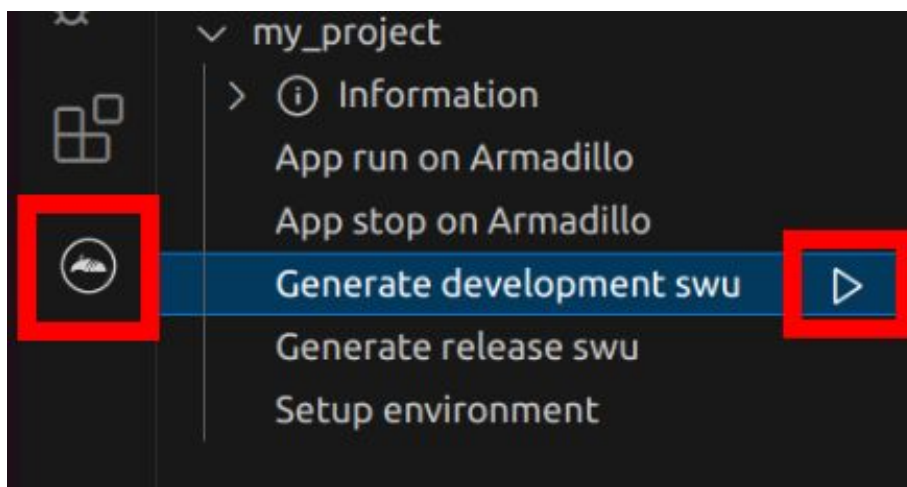 my_project
Information
App run on Armadillo
App stop on Armadillo
Generate development swu
Generate release swu
Setup environment